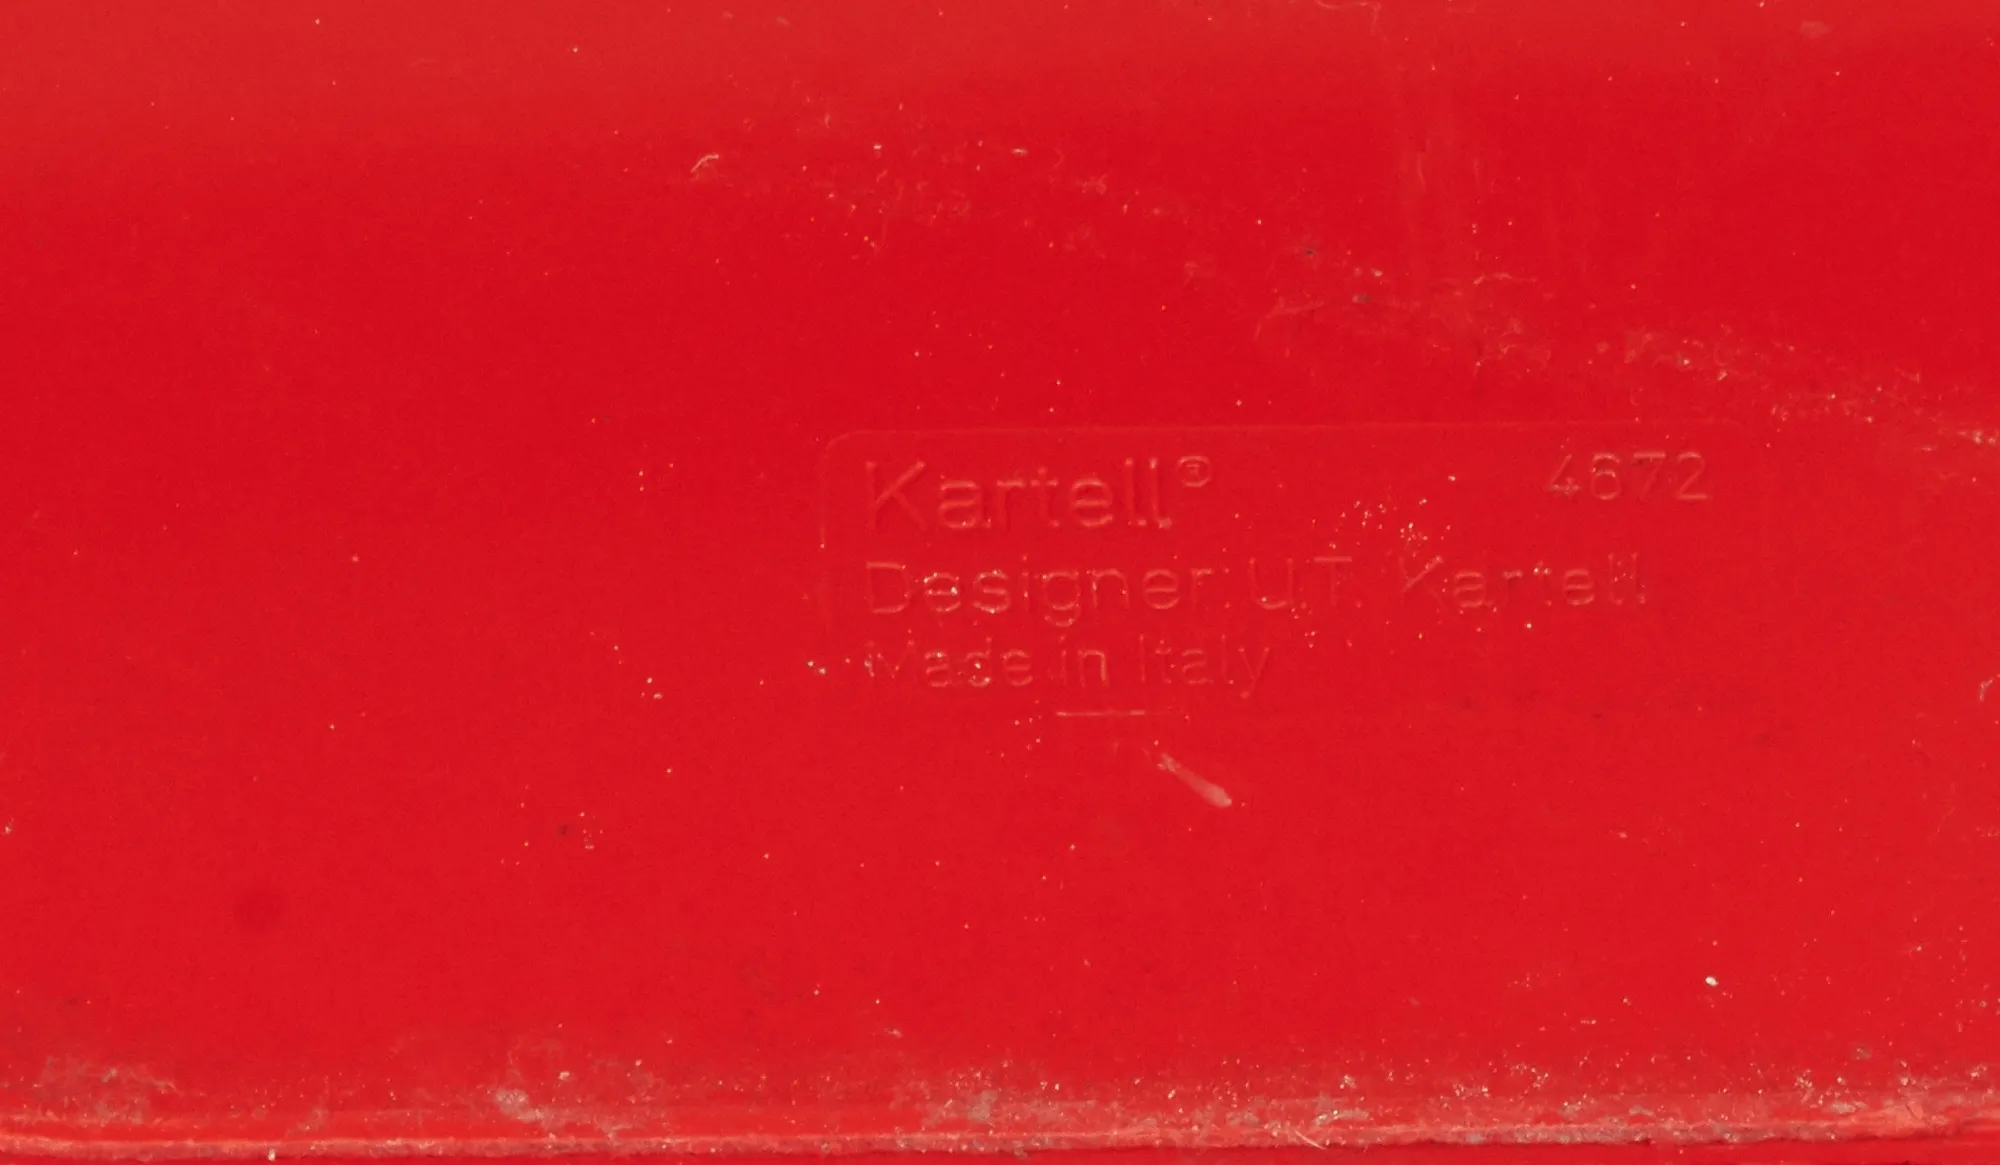 Kartell® 4672
Designer: U.T. Kartell
Made in Italy